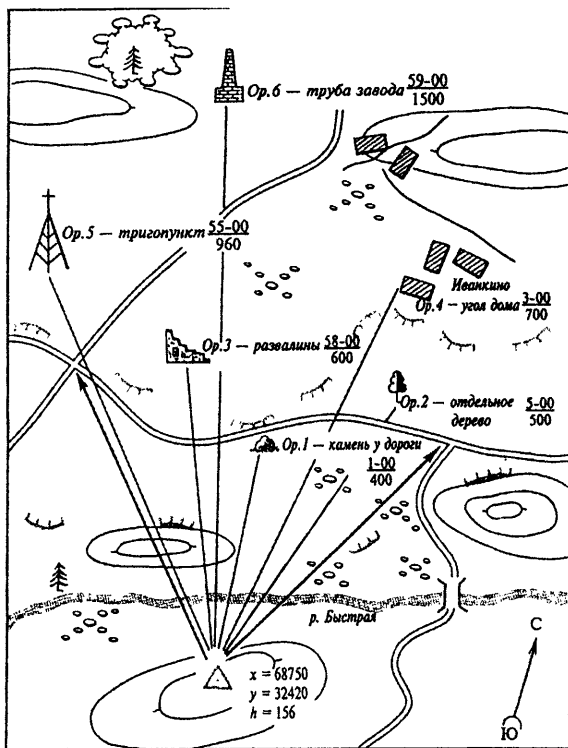 Ор.6 — труба завода 59-00
1500
Ор.5 — тригопункт 55-00
960
Иванкино
Ор.4 — угол дома 3-00
700
Ор.3 — развалины 58-00
600
Ор.2 — отдельное
дерево 5-00
500
Ор.1 — камень у дороги
1-00
400
р. Быстрая
x = 68750
y = 32420
h = 156
С
Ю